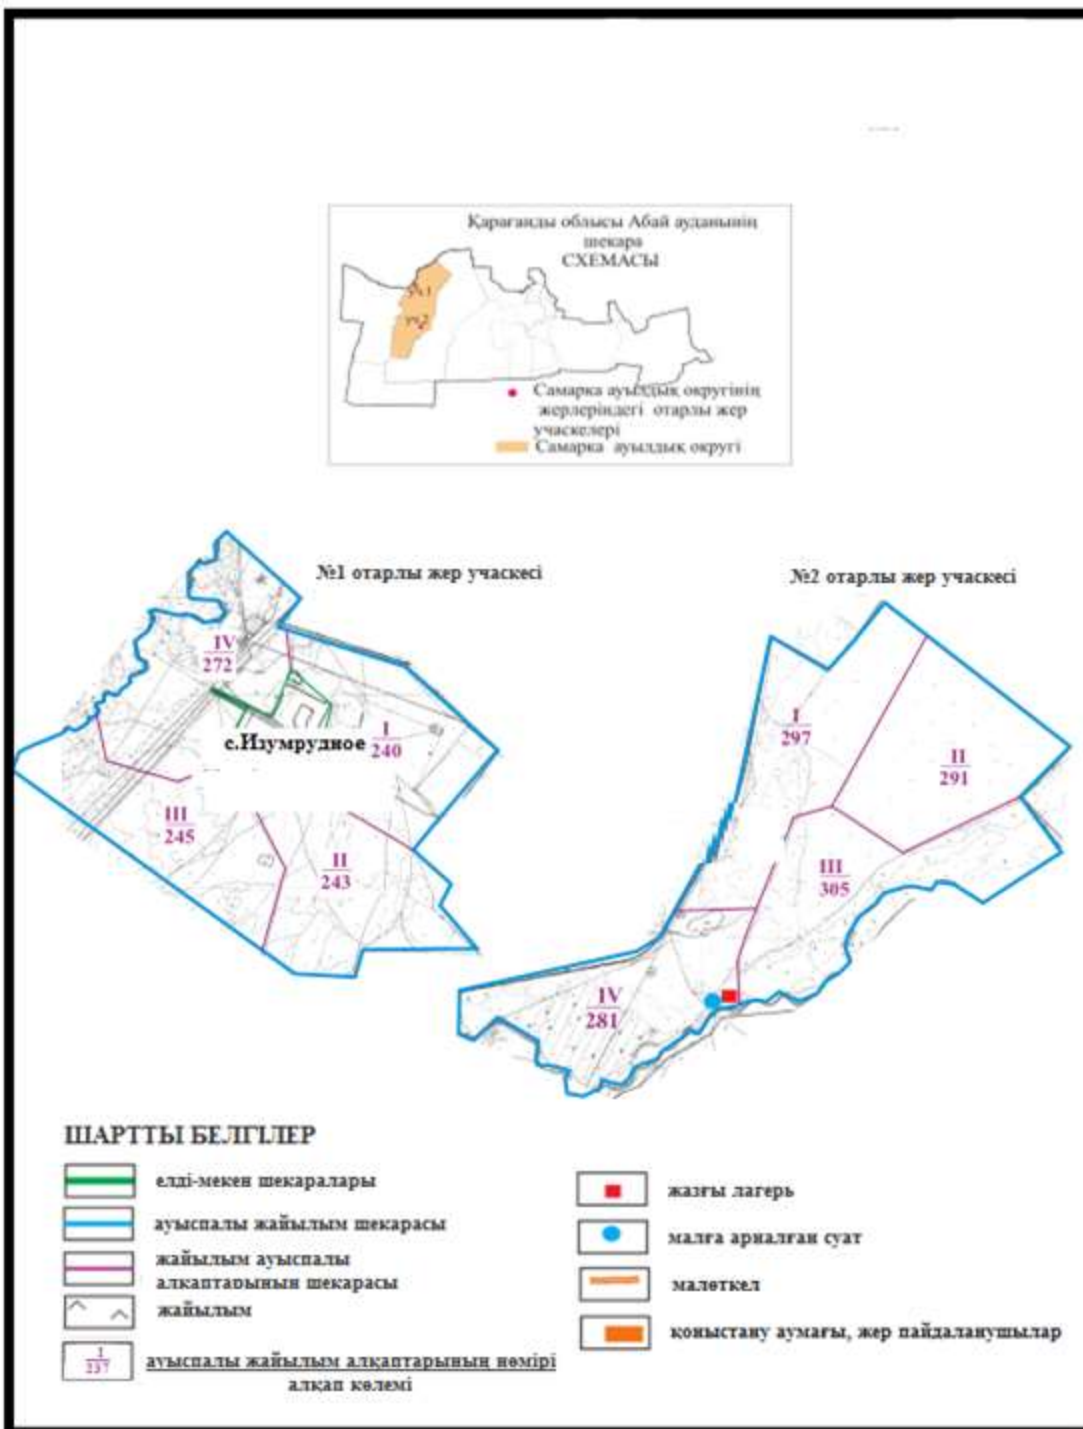 Қарағанды облысы Абай ауданының
шекара
СХЕМАСЫ
уч.1
уч.2
Самарка ауылдық округінің
жерлеріндегі отарлы жер
учаскелері
Самарка ауылдық округі
№1 отарлы жер учаскесі
№2 отарлы жер учаскесі
IV
272
с.Изумрудное
I
240
III
245
II
243
I
297
II
291
III
305
IV
281
ШАРТТЫ БЕЛГІЛЕР
елді-мекен шекаралары
ауыспалы жайылым шекарасы
жайылым ауыспалы
алқаптарының шекарасы
жайылым
I
237
ауыспалы жайылым алқаптарының нөмірі
алқап көлемі
жазғы лагерь
малға арналған суат
малөткел
қоныстану аумағы, жер пайдаланушылар